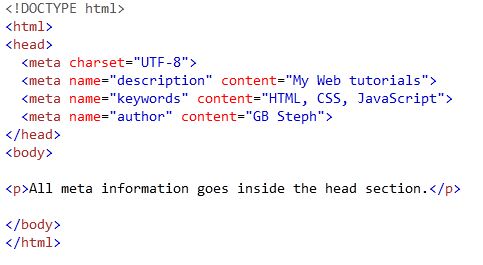 <!DOCTYPE html>
<html>
<head>
  <meta charset="UTF-8">
  <meta name="description" content="My Web tutorials">
  <meta name="keywords" content="HTML, CSS, JavaScript">
  <meta name="author" content="GB Steph">
</head>
<body>

<p>All meta information goes inside the head section.</p>

</body>
</html>